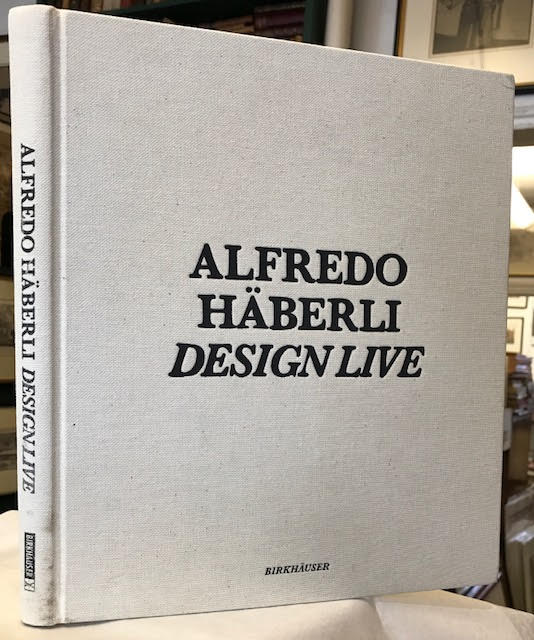 ALFREDO HÄBERLI DESIGN LIVE
BIRKHÄUSER
ALFREDO
HÄBERLI
DESIGN LIVE
BIRKHÄUSER